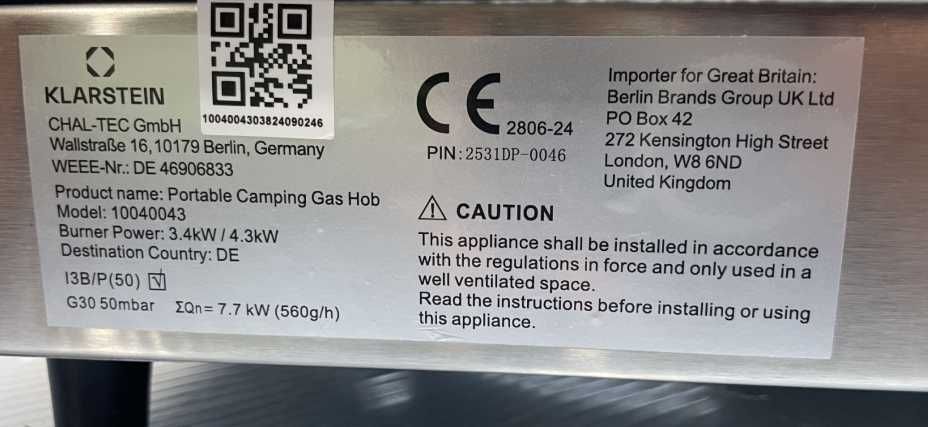 KLARSTEIN
CHAL-TEC GmbH
Wallstraße 16, 10179 Berlin, Germany
WEEE-Nr.: DE 46906833
Product name: Portable Camping Gas Hob
Model: 10040043
Burner Power: 3.4kW / 4.3kW
Destination Country: DE
I3B/P(50) ☑
G30 50mbar ΣQn= 7.7 kW (560g/h)
1004004303824090246
CE 2806-24
PIN: 2531DP-0046
Importer for Great Britain:
Berlin Brands Group UK Ltd
PO Box 42
272 Kensington High Street
London, W8 6ND
United Kingdom
⚠ CAUTION
This appliance shall be installed in accordance
with the regulations in force and only used in a
well ventilated space.
Read the instructions before installing or using
this appliance.